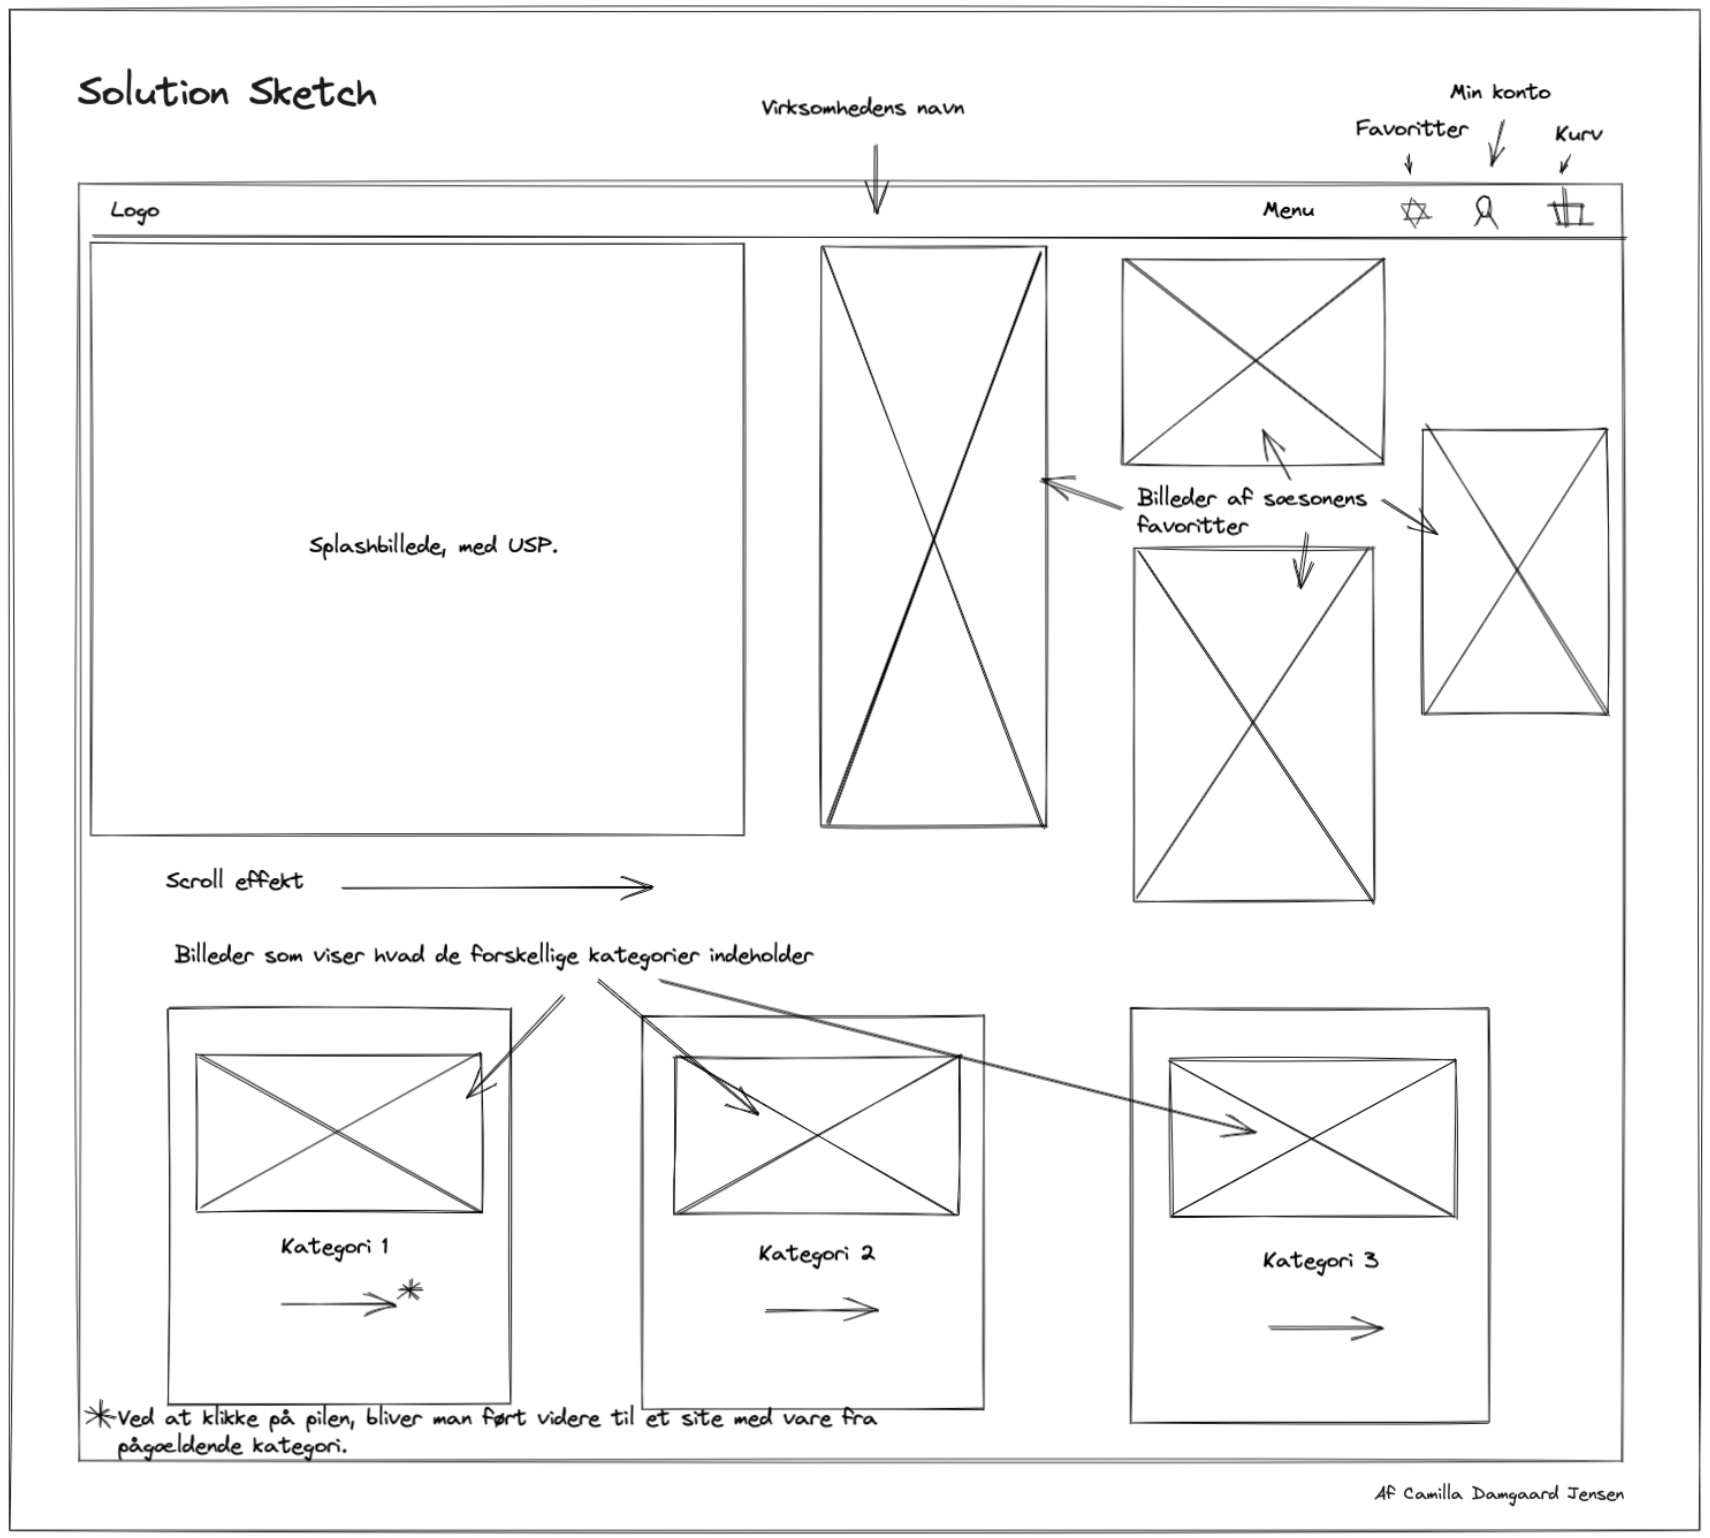 Solution Sketch
Virksomhedens navn
Min konto
Favoritter
Kurv
Logo
Menu
Splashbillede, med USP.
Billeder af sæsonens
favoritter
Scroll effekt
Billeder som viser hvad de forskellige kategorier indeholder
Kategori 1
Kategori 2
Kategori 3
*
*Ved at klikke på pilen, bliver man ført videre til et site med vare fra
pågældende kategori.
Af Camilla Damgaard Jensen